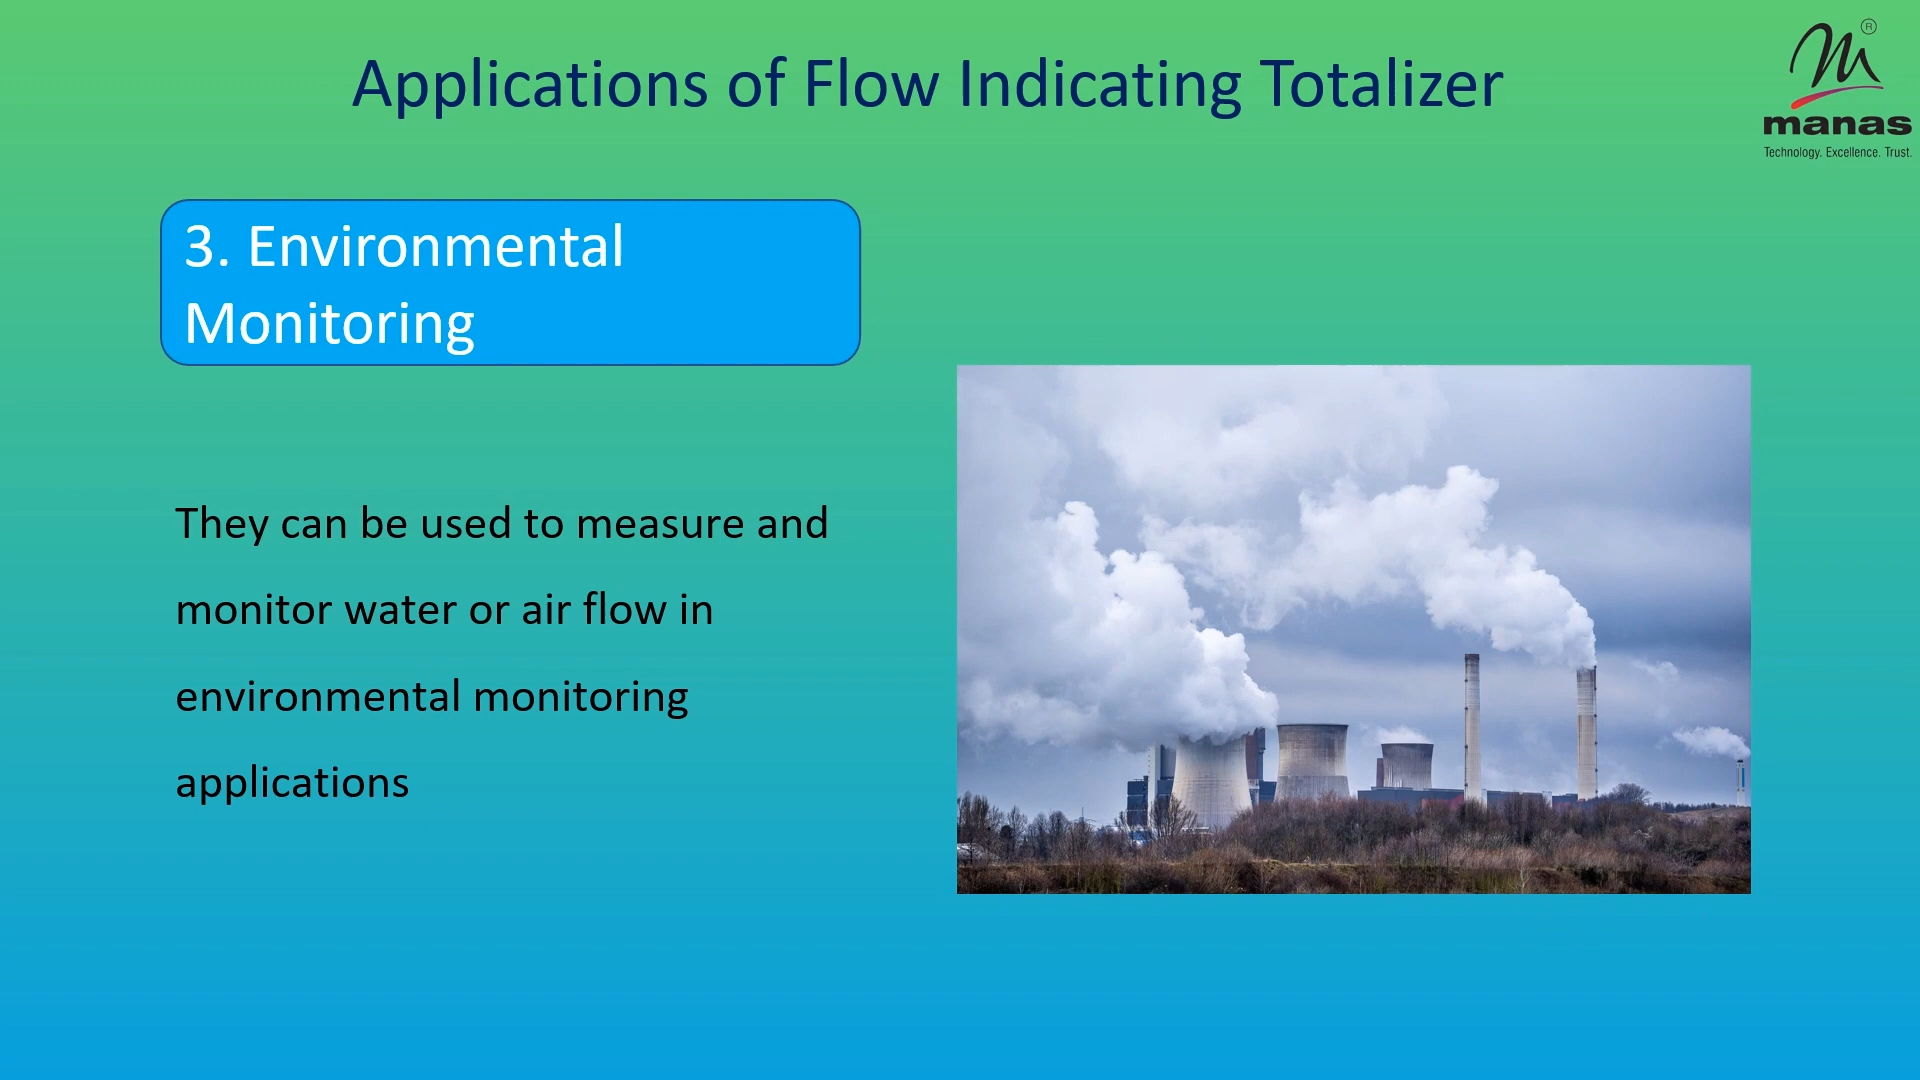 Applications of Flow Indicating Totalizer
®
manas
Technology. Excellence. Trust.
3. Environmental
Monitoring
They can be used to measure and
monitor water or air flow in
environmental monitoring
applications